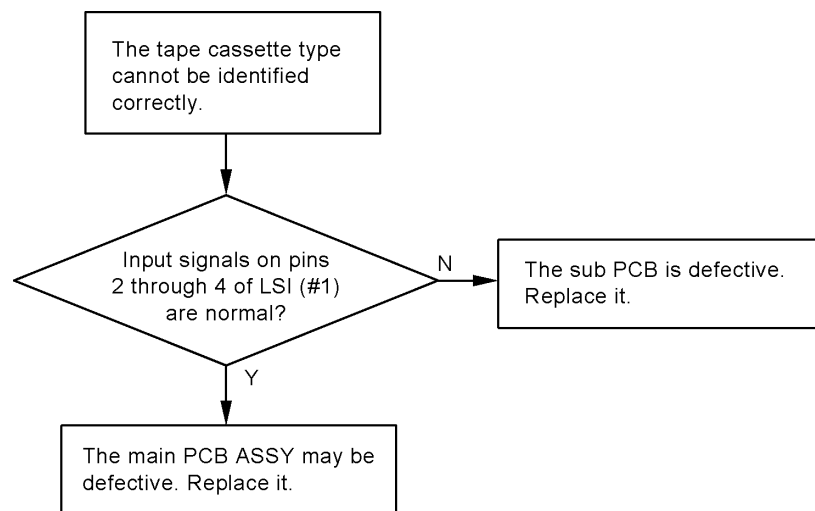 The tape cassette type
cannot be identified
correctly.
Input signals on pins
2 through 4 of LSI (#1)
are normal?
N
The sub PCB is defective.
Replace it.
Y
The main PCB ASSY may be
defective. Replace it.